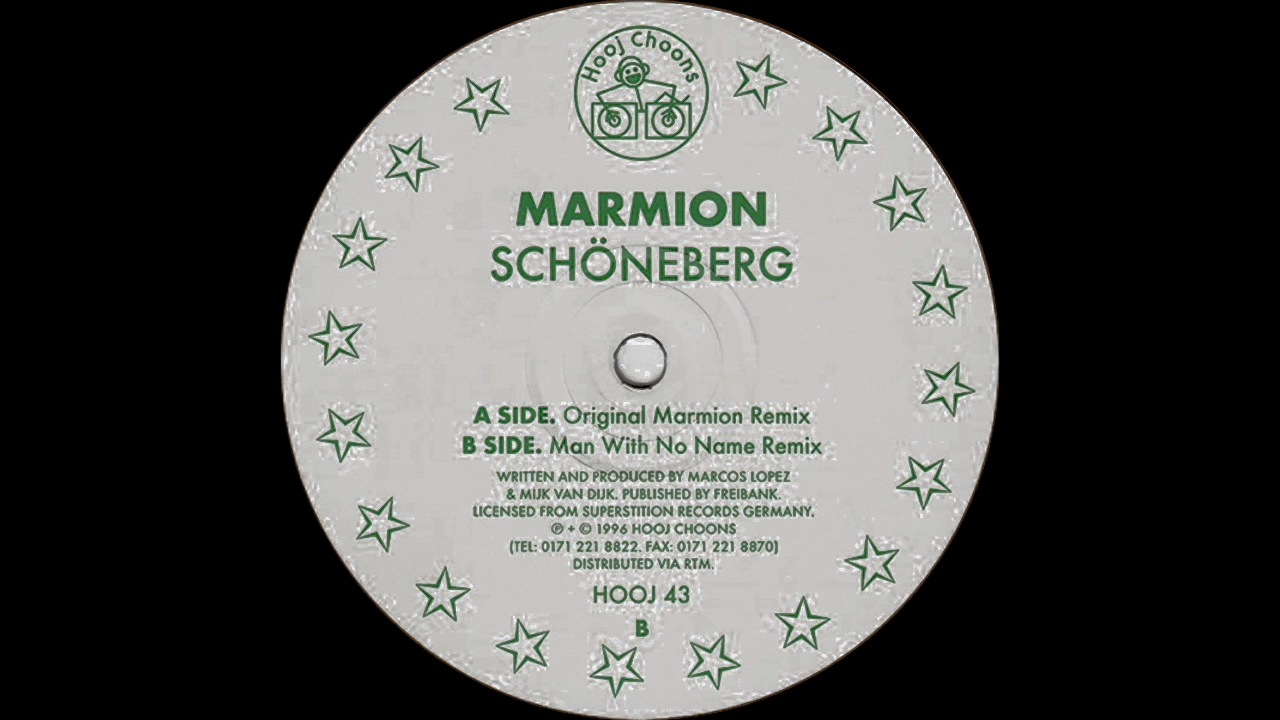 Hooj Choons
MARMION
SCHÖNEBERG
A SIDE. Original Marmion Remix
B SIDE. Man With No Name Remix
WRITTEN AND PRODUCED BY MARCOS LOPEZ
& MIJK VAN DIJK. PUBLISHED BY FREIBANK.
LICENSED FROM SUPERSTITION RECORDS GERMANY.
℗ + © 1996 HOOJ CHOONS
(TEL: 0171 221 8822. FAX: 0171 221 8870)
DISTRIBUTED VIA RTM.
HOOJ 43
B